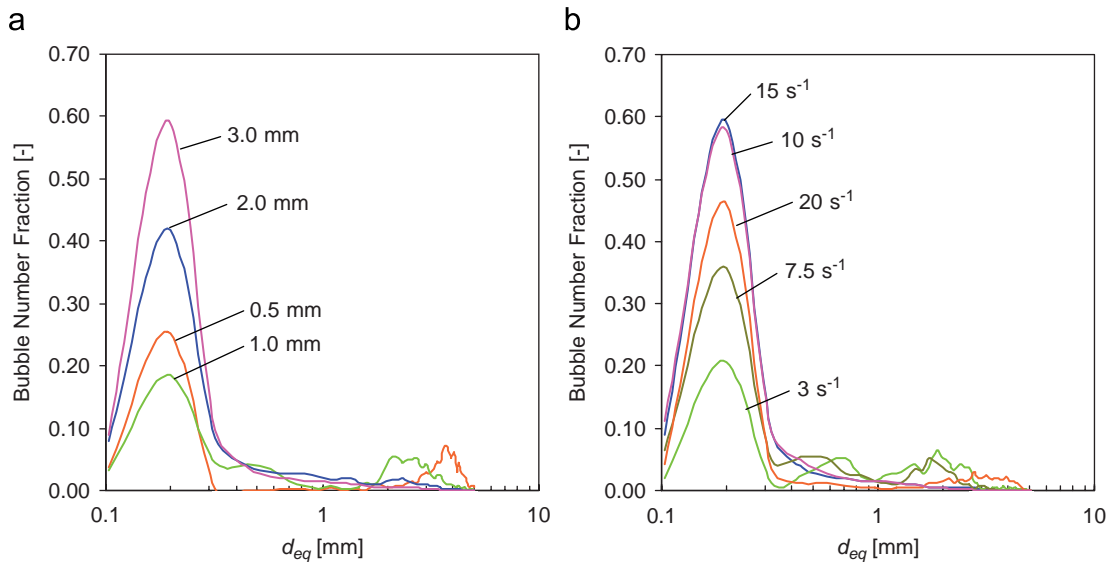 a
0.70
0.60
0.50
0.40
0.30
0.20
0.10
0.00
Bubble Number Fraction [-]
3.0 mm
2.0 mm
0.5 mm
1.0 mm
0.1
1
10
d_eq [mm]
b
0.70
0.60
0.50
0.40
0.30
0.20
0.10
0.00
Bubble Number Fraction [-]
15 s⁻¹
10 s⁻¹
20 s⁻¹
7.5 s⁻¹
3 s⁻¹
0.1
1
10
d_eq [mm]